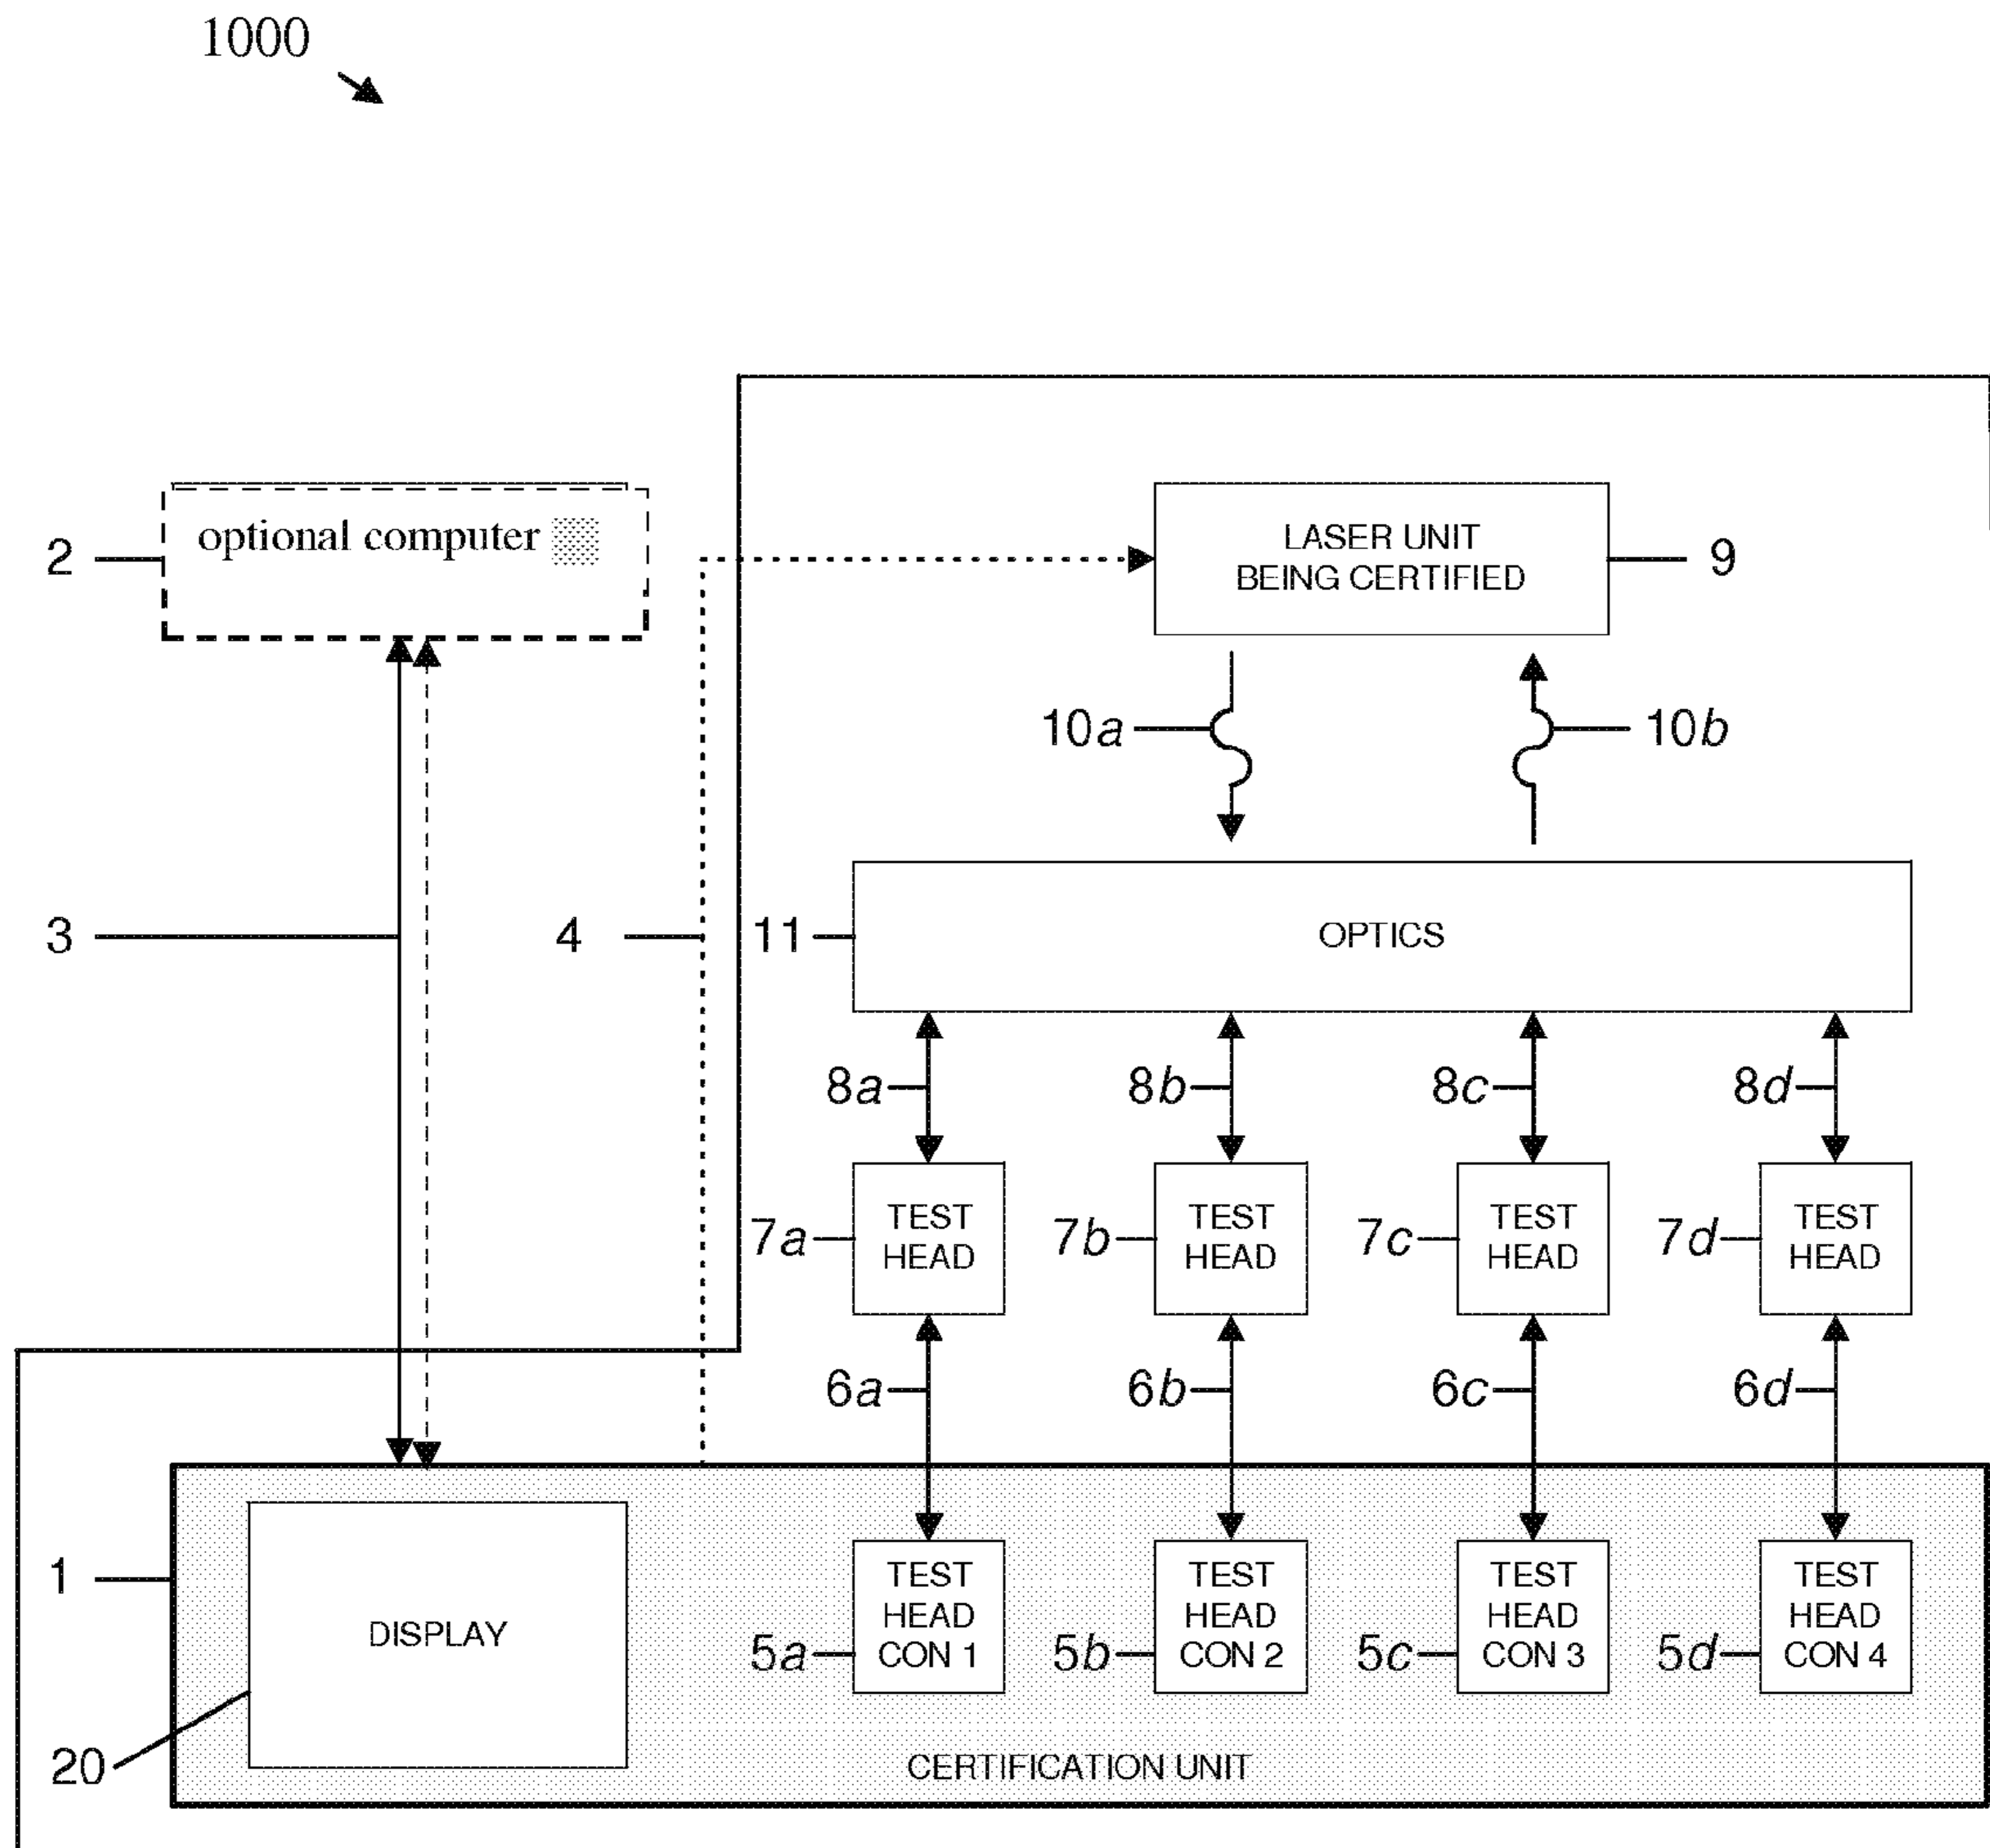 1000
optional computer
2
LASER UNIT
BEING CERTIFIED
9
10a
10b
3
4
11
OPTICS
8a
8b
8c
8d
7a
TEST
HEAD
7b
TEST
HEAD
7c
TEST
HEAD
7d
TEST
HEAD
6a
6b
6c
6d
1
DISPLAY
20
5a
TEST
HEAD
CON 1
5b
TEST
HEAD
CON 2
5c
TEST
HEAD
CON 3
5d
TEST
HEAD
CON 4
CERTIFICATION UNIT